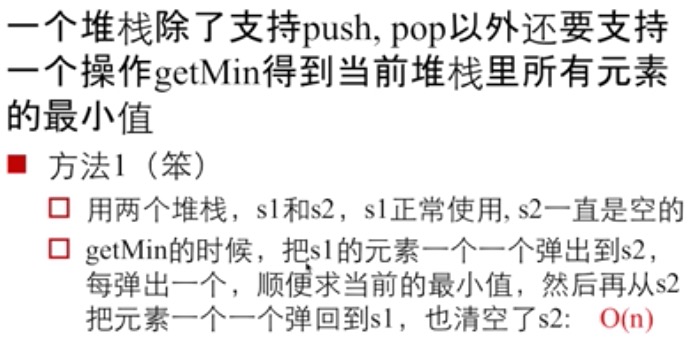 一个堆栈除了支持push, pop以外还要支持
一个操作getMin得到当前堆栈里所有元素
的最小值
方法1（笨）
用两个堆栈，s1和s2，s1正常使用, s2一直是空的
getMin的时候，把s1的元素一个一个弹出到s2，
每弹出一个，顺便求当前的最小值，然后再从s2
把元素一个一个弹回到s1，也清空了s2: O(n)